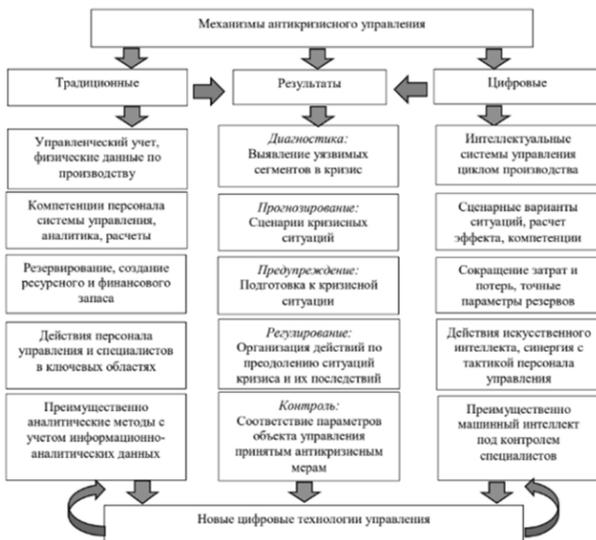 Механизмы антикризисного управления
Традиционные
Результаты
Цифровые
Управленческий учет,
физические данные по
производству
Диагностика:
Выявление уязвимых
сегментов в кризис
Интеллектуальные
системы управления
циклом производства
Компетенции персонала
системы управления,
аналитика, расчеты
Прогнозирование:
Сценарии кризисных
ситуаций
Сценарные варианты
ситуаций, расчет
эффекта, компетенции
Резервирование, создание
ресурсного и финансового
запаса
Предупреждение:
Подготовка к кризисной
ситуации
Сокращение затрат и
потерь, точные
параметры резервов
Действия персонала
управления и специалистов
в ключевых областях
Регулирование:
Организация действий по
преодолению ситуаций
кризиса и их последствий
Действия искусственного
интеллекта, синергия с
тактикой персонала
управления
Преимущественно
аналитические методы с
учетом информационно-
аналитических данных
Контроль:
Соответствие параметров
объекта управления
принятым антикризисным
мерам
Преимущественно
машинный интеллект
под контролем
специалистов
Новые цифровые технологии управления